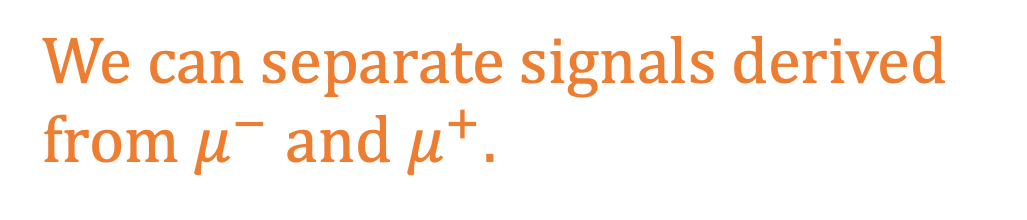 We can separate signals derived
from μ⁻ and μ⁺.